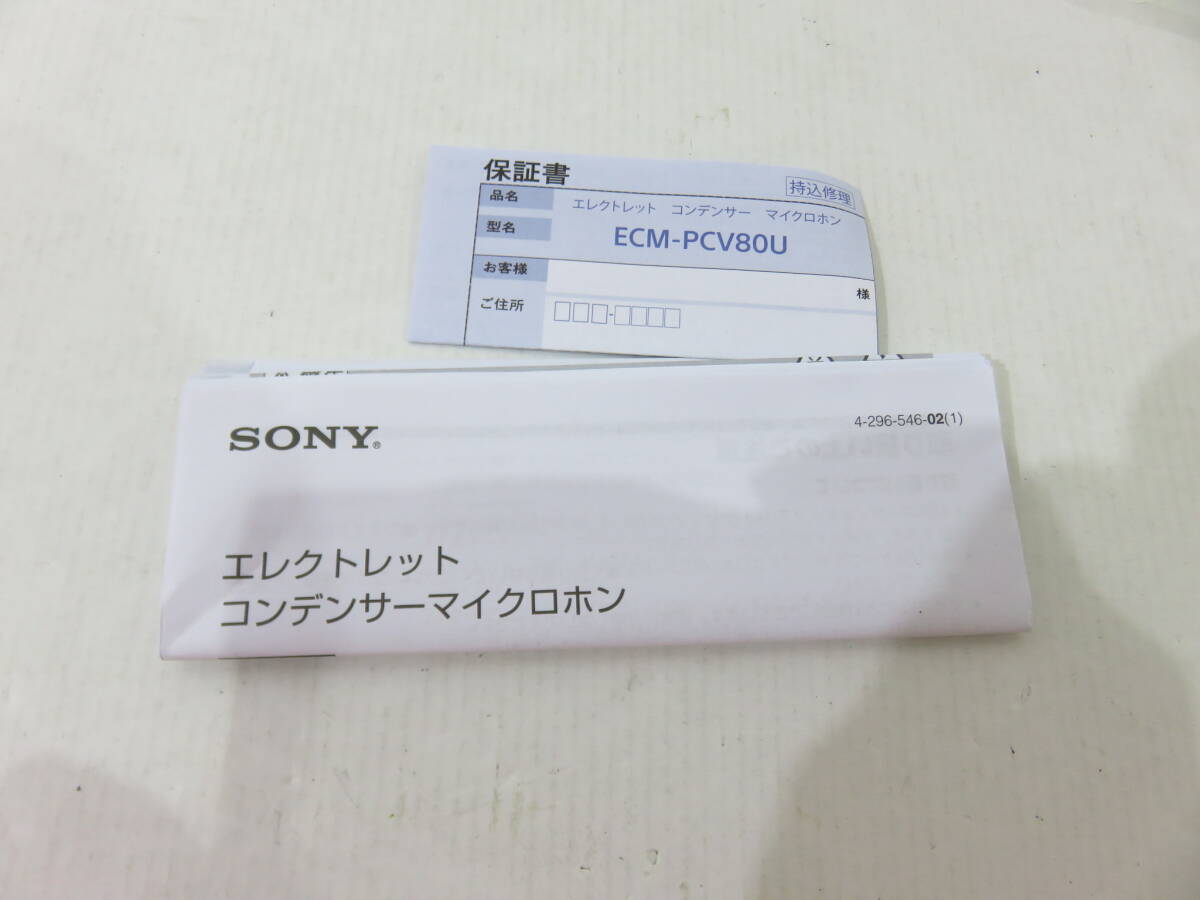 保証書
持込修理
品名
エレクトレット コンデンサー マイクロホン
型名
ECM-PCV80U
お客様
様
ご住所
SONY®
4-296-546-02(1)
エレクトレット
コンデンサーマイクロホン